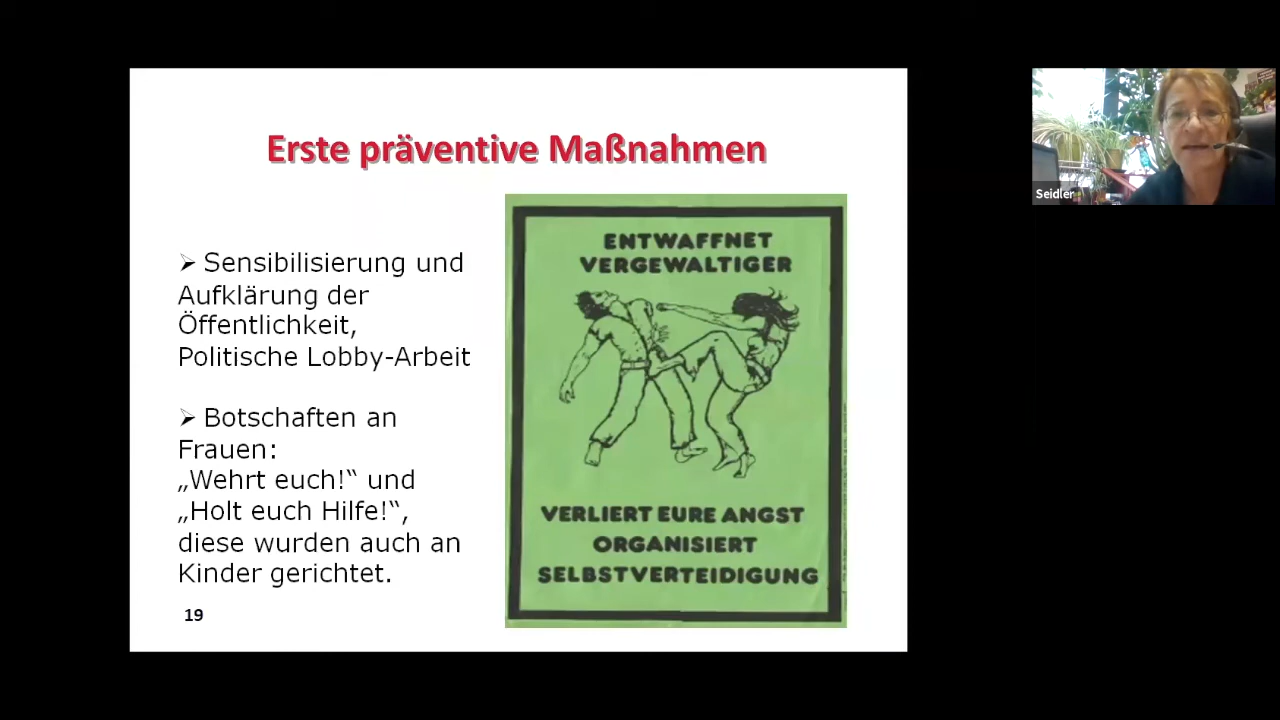 Erste präventive Maßnahmen
➢ Sensibilisierung und
Aufklärung der
Öffentlichkeit,
Politische Lobby-Arbeit
➢ Botschaften an
Frauen:
„Wehrt euch!“ und
„Holt euch Hilfe!“,
diese wurden auch an
Kinder gerichtet.
19
ENTWAFFNET
VERGEWALTIGER
VERLIERT EURE ANGST
ORGANISIERT
SELBSTVERTEIDIGUNG
Seidler